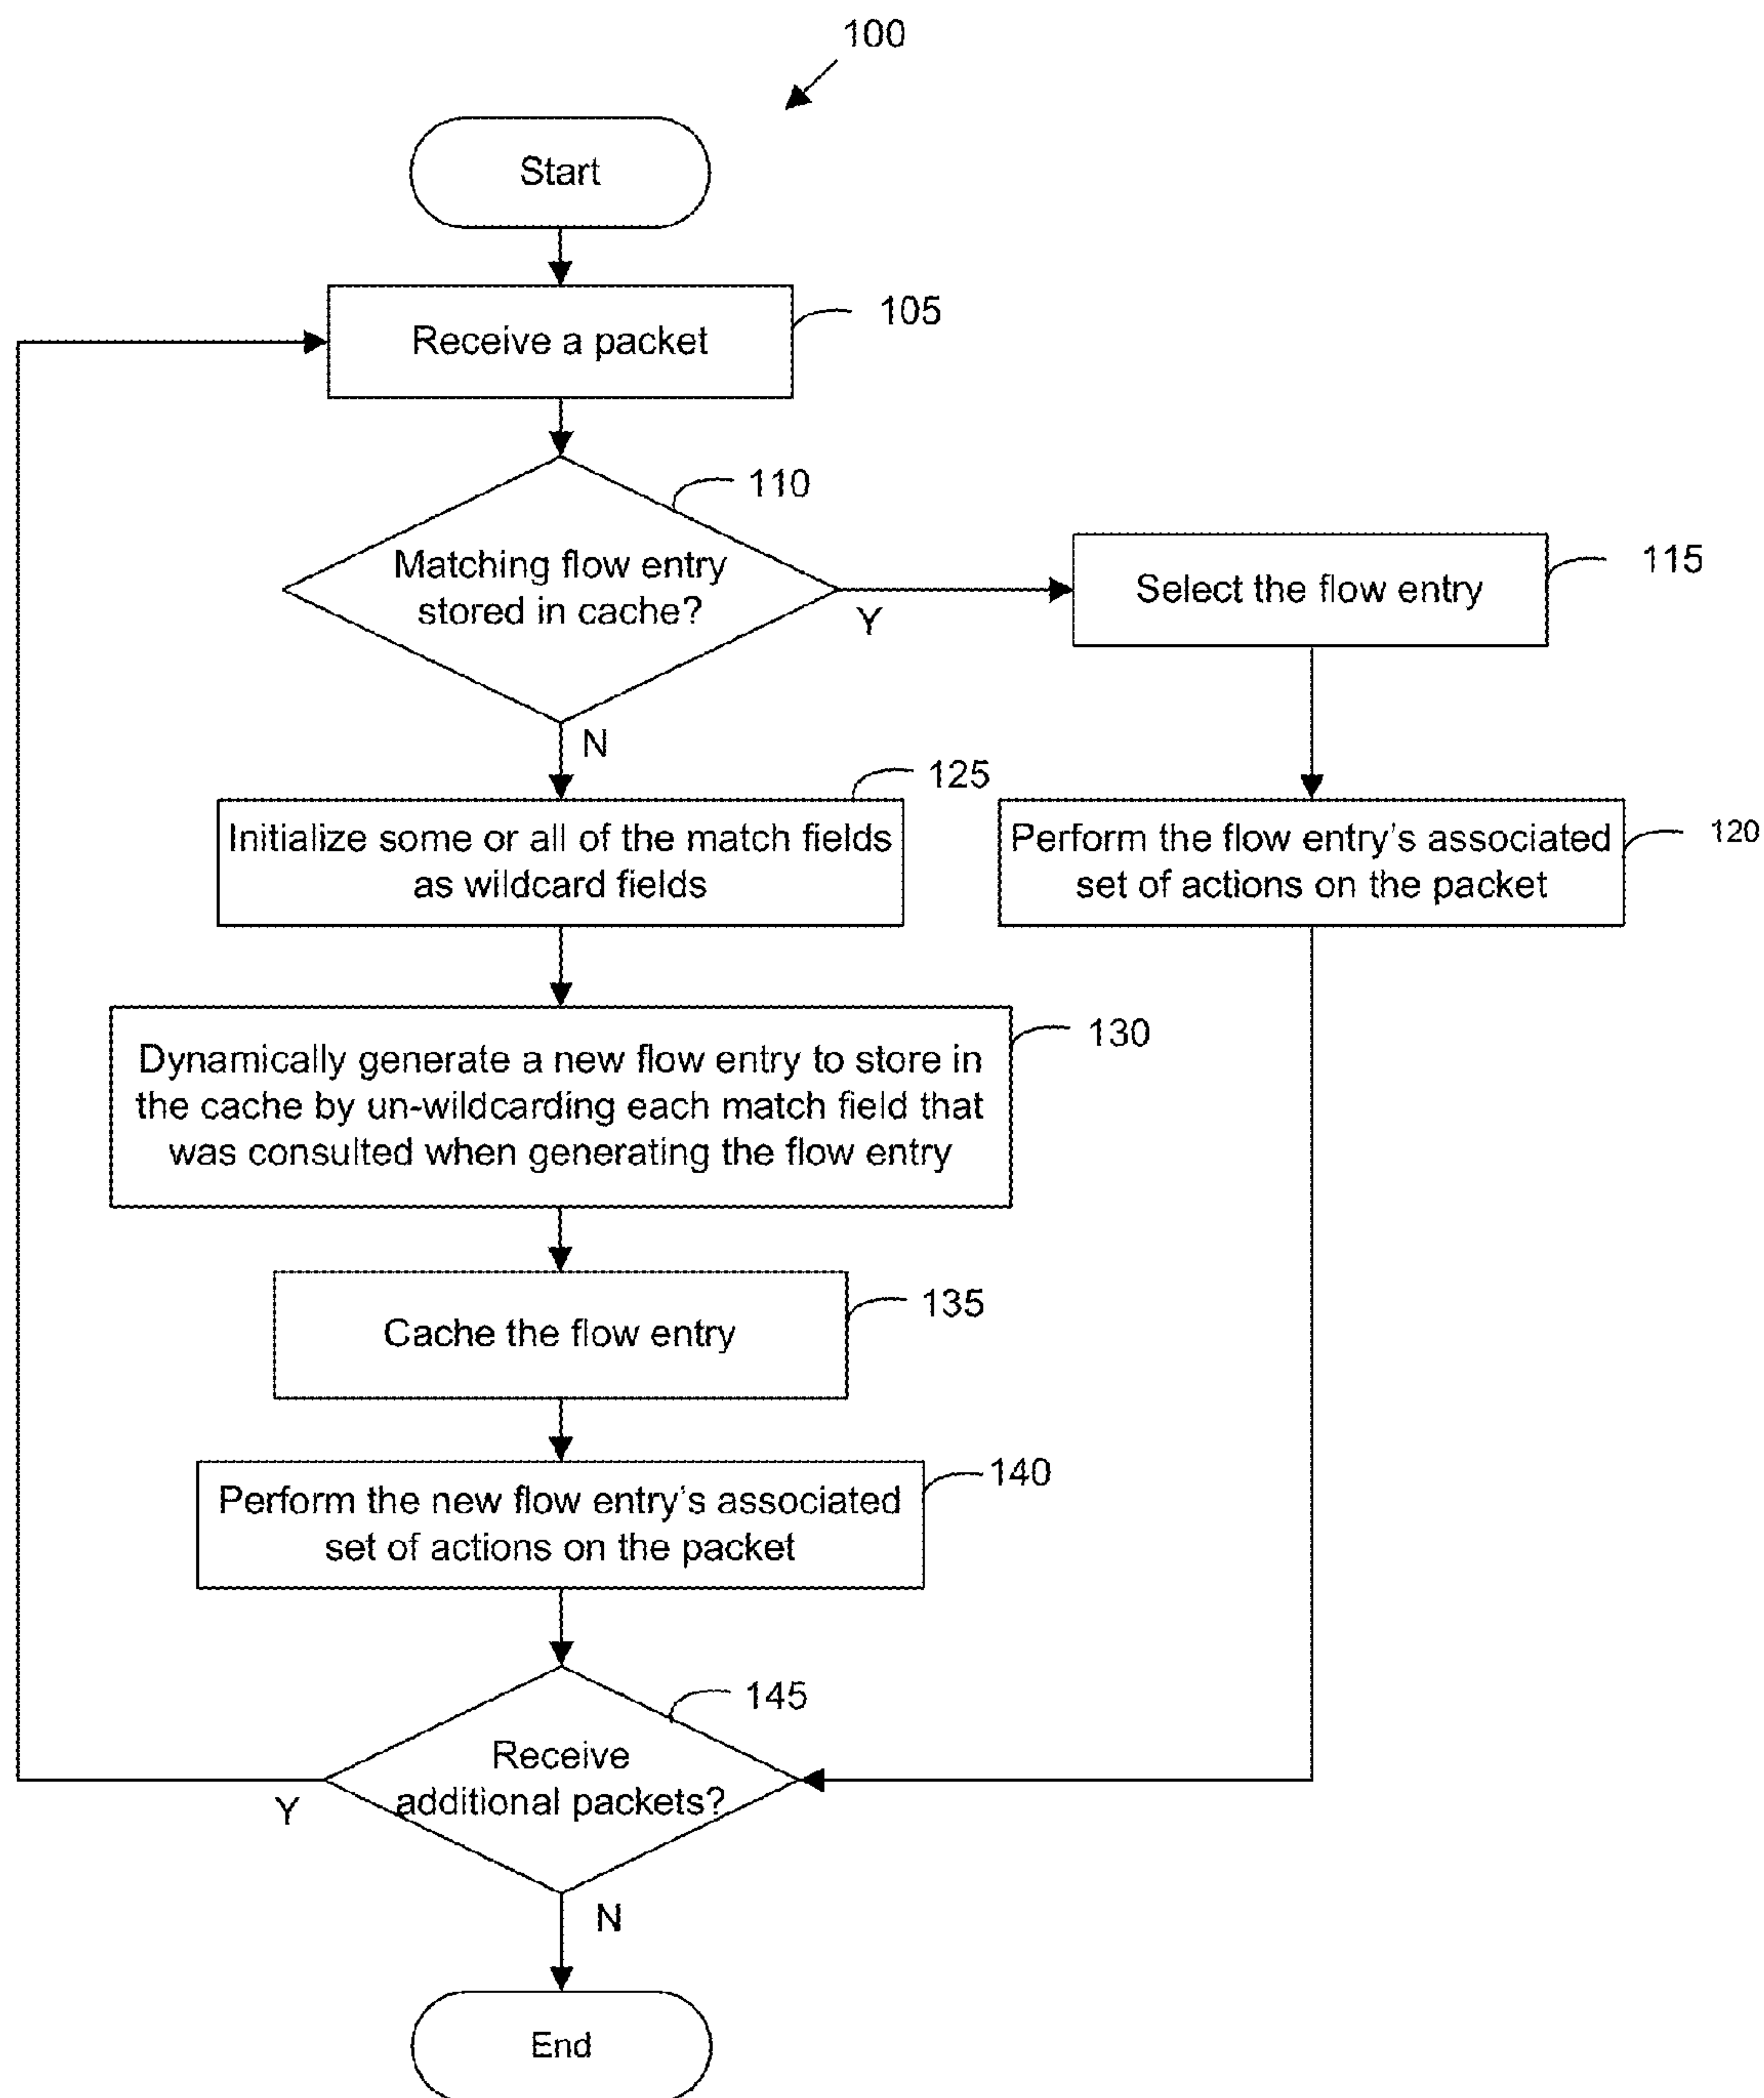 100
Start
Receive a packet
105
Matching flow entry
stored in cache?
110
Y
N
Select the flow entry
115
Initialize some or all of the match fields
as wildcard fields
125
Perform the flow entry's associated
set of actions on the packet
120
Dynamically generate a new flow entry to store in
the cache by un-wildcarding each match field that
was consulted when generating the flow entry
130
Cache the flow entry
135
Perform the new flow entry's associated
set of actions on the packet
140
Receive
additional packets?
145
Y
N
End